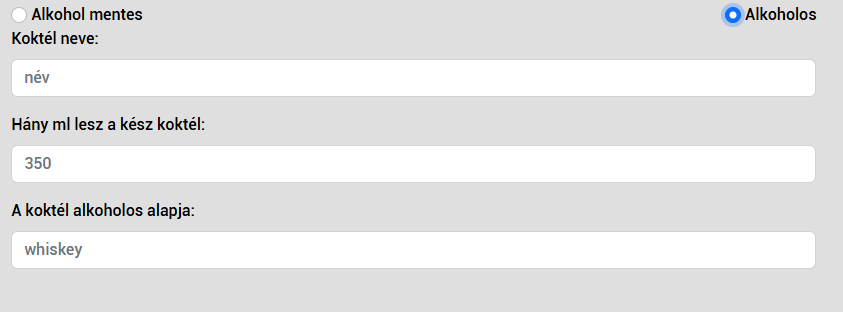 Alkohol mentes Alkoholos
Koktél neve:
név
Hány ml lesz a kész koktél:
350
A koktél alkoholos alapja:
whiskey